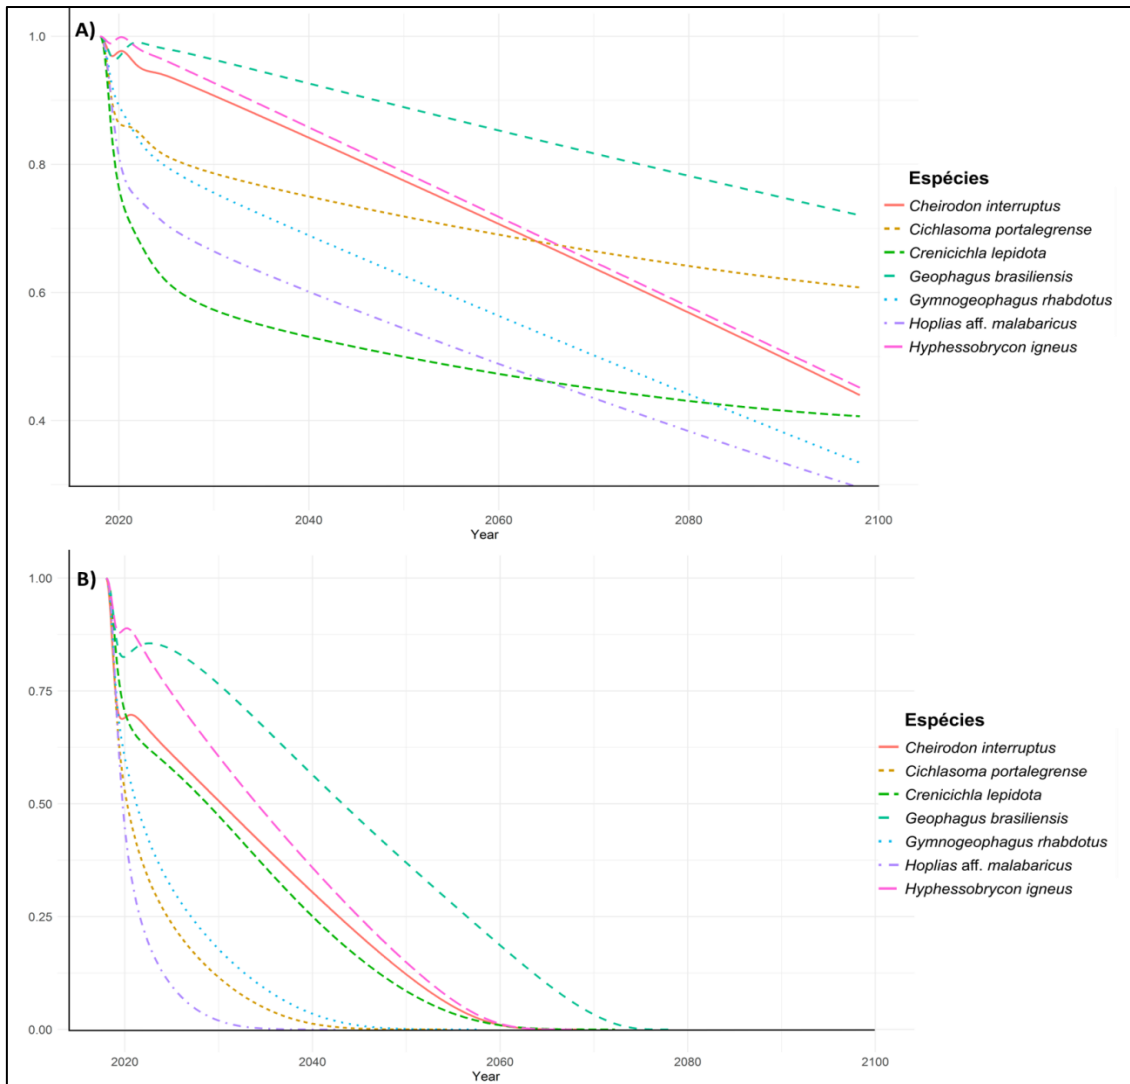 A)
1.0
0.8
0.6
0.4
2020 2040 2060 2080 2100
Year
Espécies
Cheirodon interruptus
Cichlasoma portalegrense
Crenicichla lepidota
Geophagus brasiliensis
Gymnogeophagus rhabdotus
Hoplias aff. malabaricus
Hyphessobrycon igneus
B)
1.00
0.75
0.50
0.25
0.00
2020 2040 2060 2080 2100
Year
Espécies
Cheirodon interruptus
Cichlasoma portalegrense
Crenicichla lepidota
Geophagus brasiliensis
Gymnogeophagus rhabdotus
Hoplias aff. malabaricus
Hyphessobrycon igneus